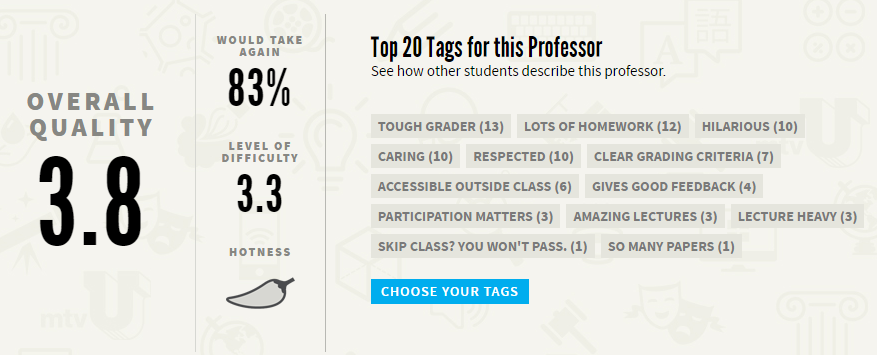 OVERALL
QUALITY
3.8
WOULD TAKE
AGAIN
83%
LEVEL OF
DIFFICULTY
3.3
HOTNESS
Top 20 Tags for this Professor
See how other students describe this professor.
TOUGH GRADER (13) LOTS OF HOMEWORK (12) HILARIOUS (10)
CARING (10) RESPECTED (10) CLEAR GRADING CRITERIA (7)
ACCESSIBLE OUTSIDE CLASS (6) GIVES GOOD FEEDBACK (4)
PARTICIPATION MATTERS (3) AMAZING LECTURES (3) LECTURE HEAVY (3)
SKIP CLASS? YOU WON'T PASS. (1) SO MANY PAPERS (1)
CHOOSE YOUR TAGS
mtvU
mtvU